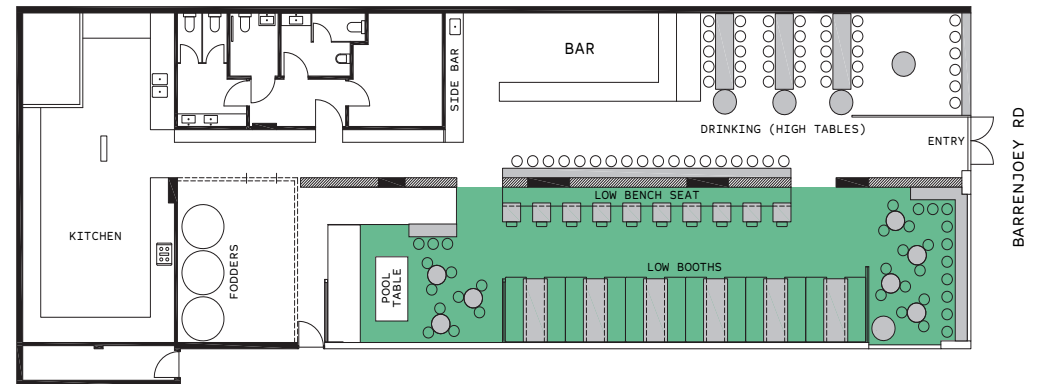 BAR
SIDE BAR
DRINKING (HIGH TABLES)
ENTRY
BARRENJOEY RD
LOW BENCH SEAT
KITCHEN
FODDERS
POOL
TABLE
LOW BOOTHS